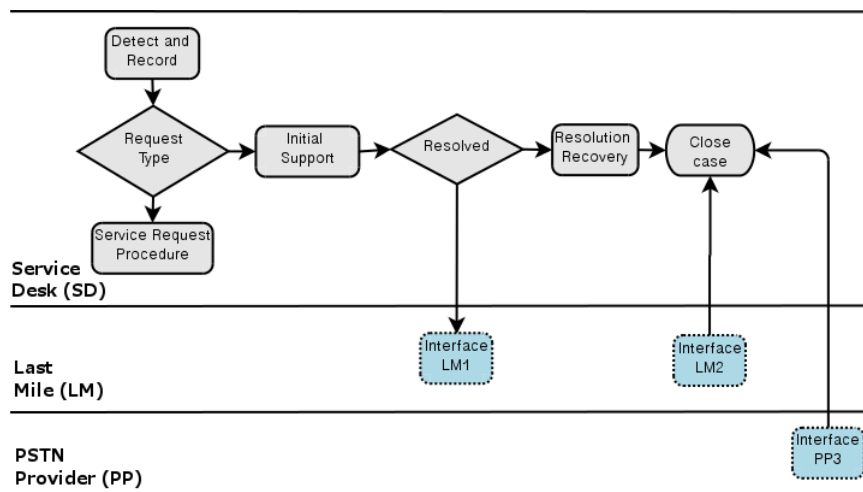 Detect and
Record
Request
Type
Initial
Support
Resolved
Resolution
Recovery
Close
case
Service Request
Procedure
Service
Desk (SD)
Interface
LM1
Interface
LM2
Last
Mile (LM)
Interface
PP3
PSTN
Provider (PP)